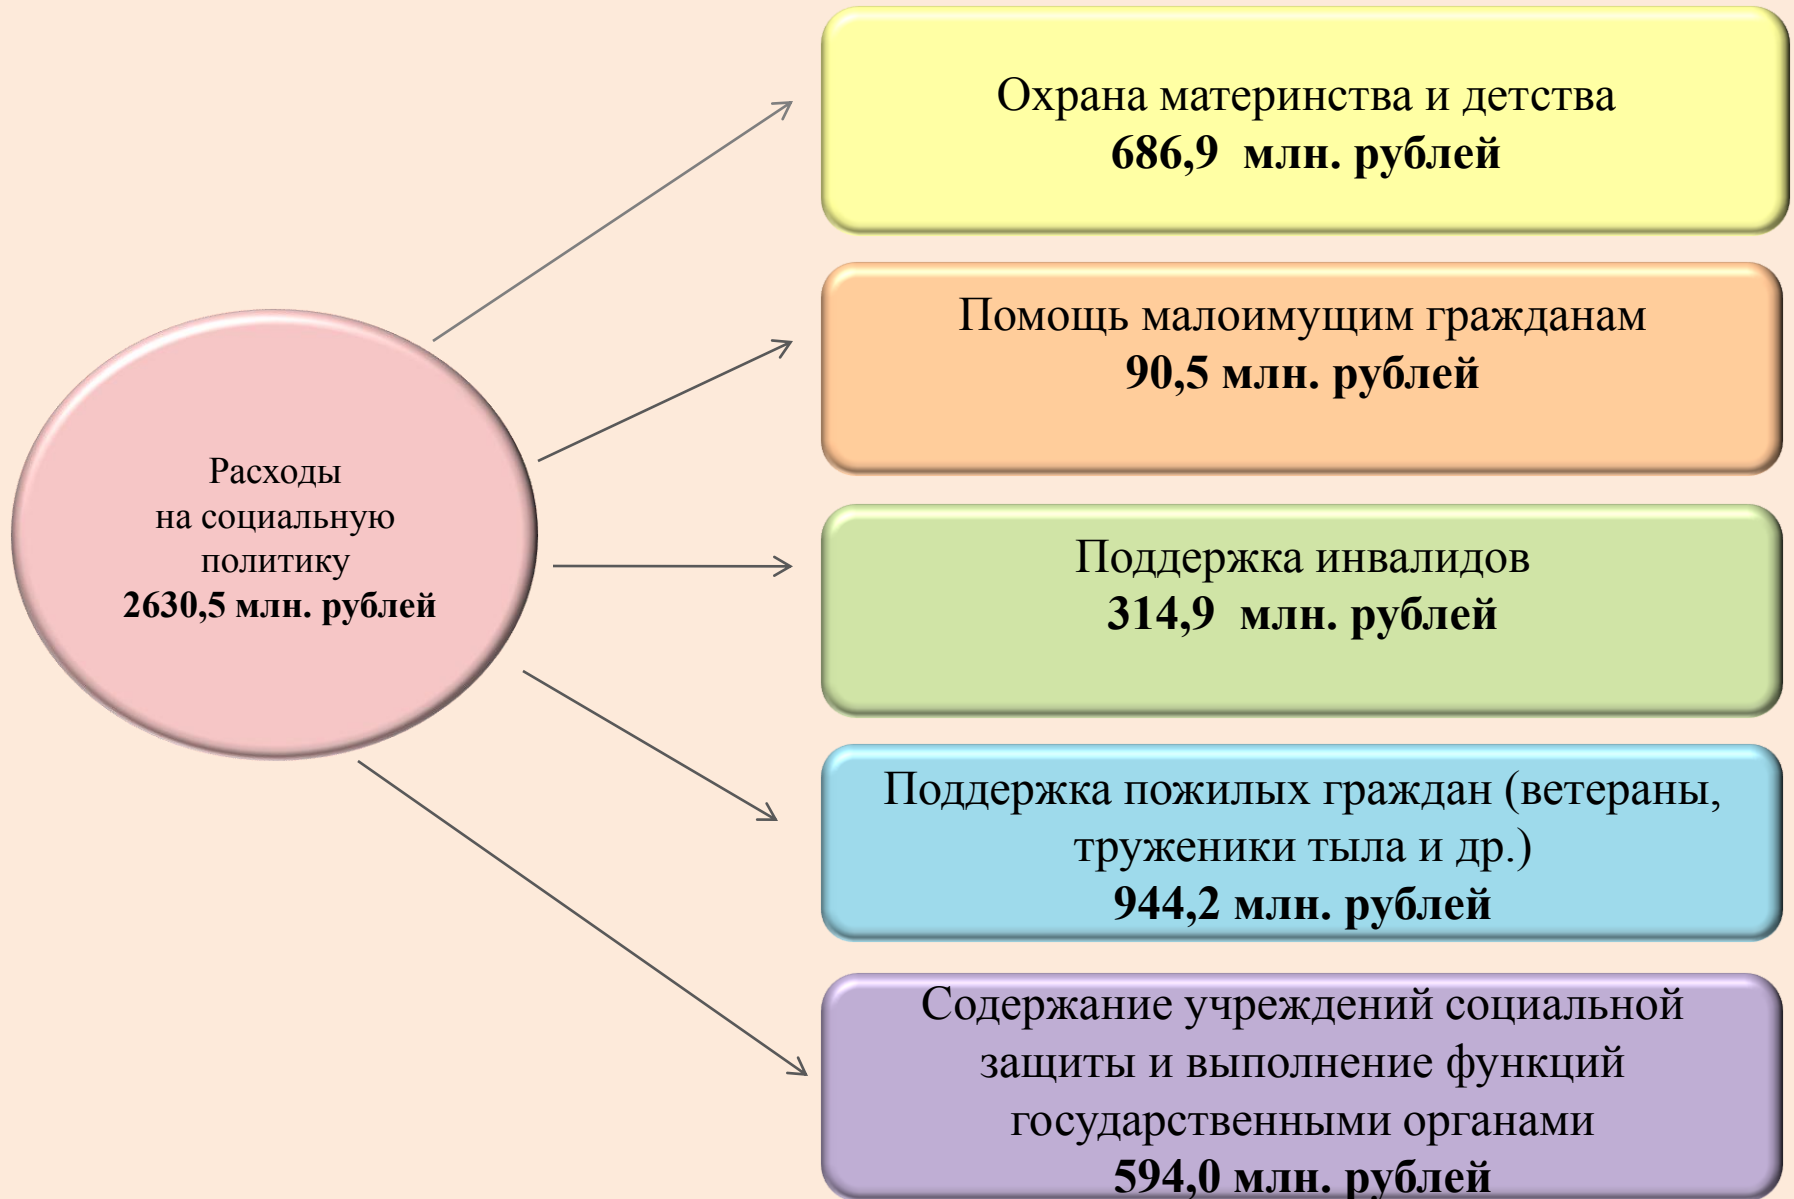 Охрана материнства и детства
686,9  млн. рублей
Помощь малоимущим гражданам
90,5 млн. рублей
Расходы
на социальную
политику
2630,5 млн. рублей
Поддержка инвалидов
314,9  млн. рублей
Поддержка пожилых граждан (ветераны,
труженики тыла и др.)
944,2 млн. рублей
Содержание учреждений социальной
защиты и выполнение функций
государственными органами
594,0 млн. рублей